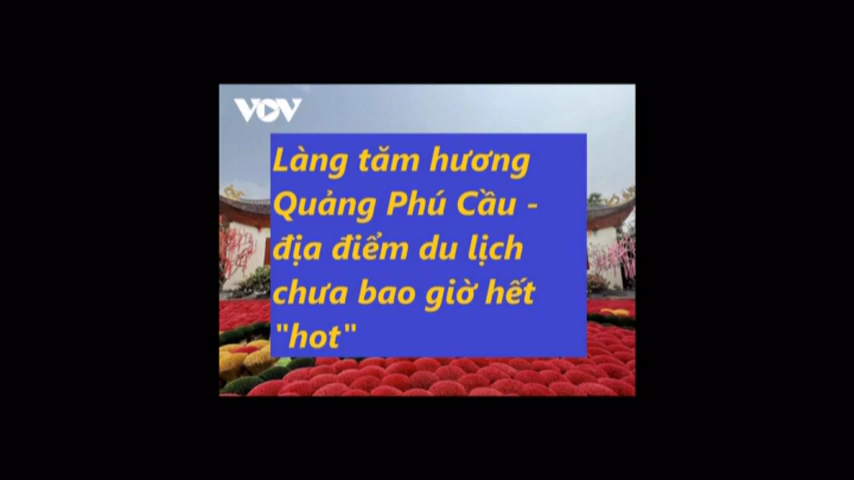 VOV
Làng tăm hương
Quảng Phú Cầu -
địa điểm du lịch
chưa bao giờ hết
"hot"